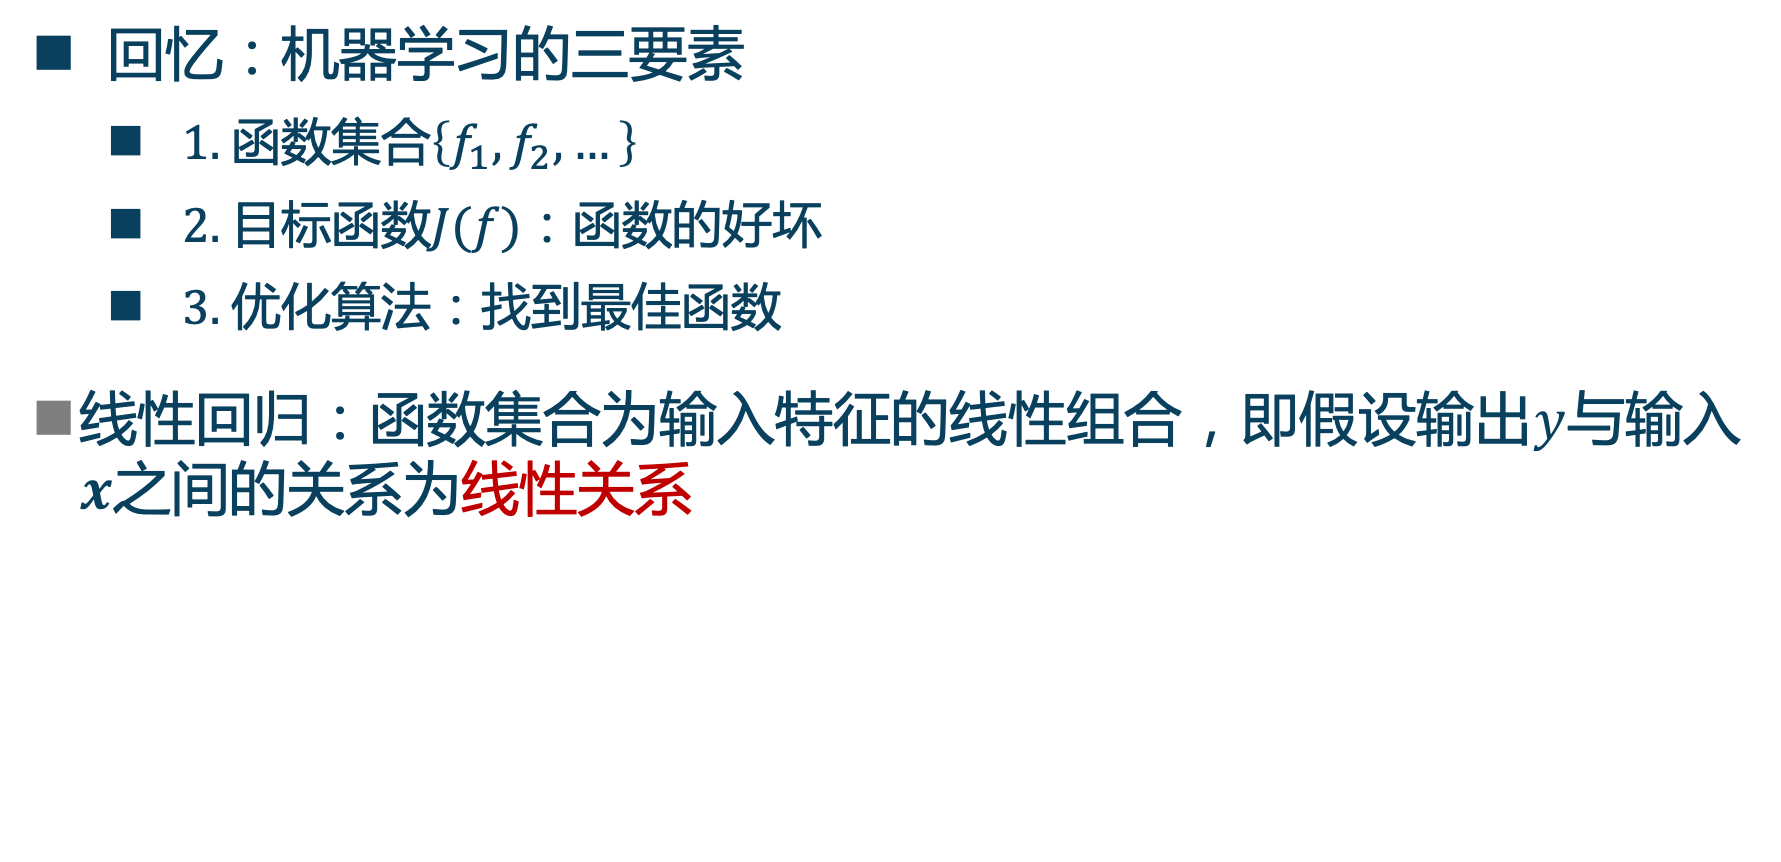 回忆：机器学习的三要素
1. 函数集合{f₁, f₂, … }
2. 目标函数J(f)：函数的好坏
3. 优化算法：找到最佳函数
线性回归：函数集合为输入特征的线性组合，即假设输出y与输入
x之间的关系为线性关系